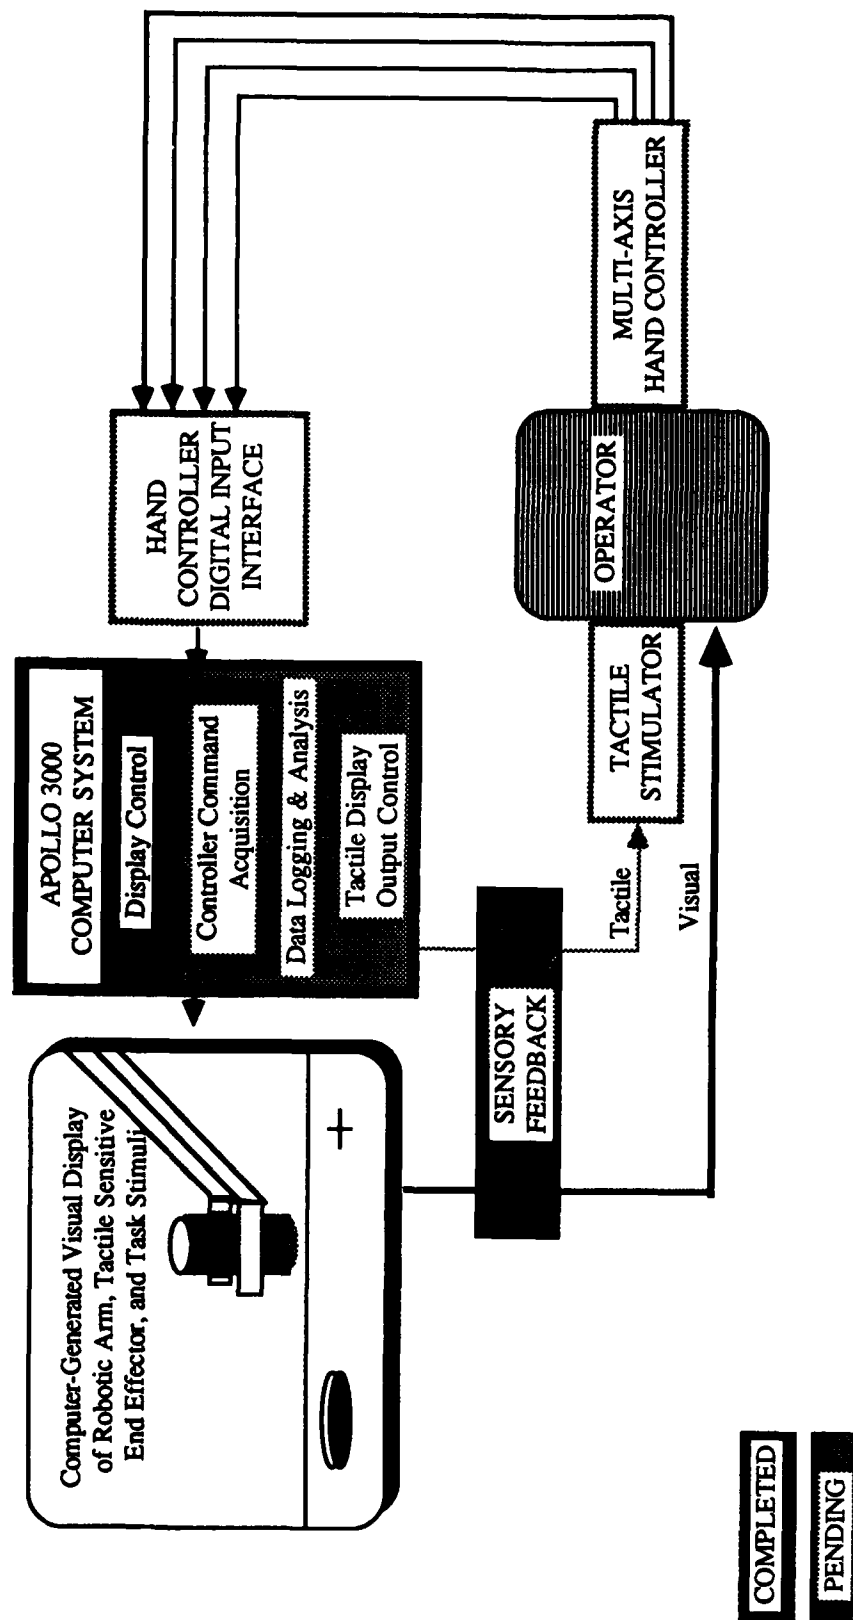 Computer-Generated Visual Display
of Robotic Arm, Tactile Sensitive
End Effector, and Task Stimuli
APOLLO 3000
COMPUTER SYSTEM
Display Control
Controller Command
Acquisition
Data Logging & Analysis
Tactile Display
Output Control
HAND
CONTROLLER
DIGITAL INPUT
INTERFACE
SENSORY
FEEDBACK
Tactile
Visual
TACTILE
STIMULATOR
OPERATOR
MULTI-AXIS
HAND CONTROLLER
COMPLETED
PENDING